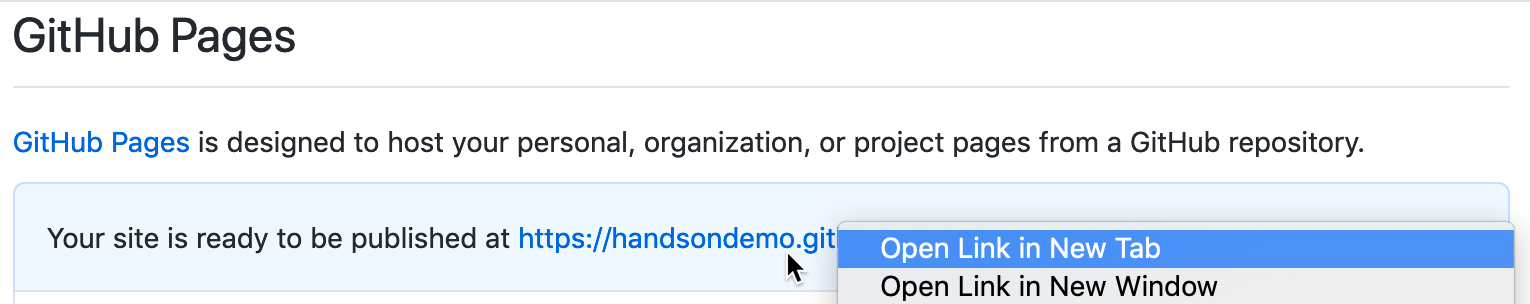 GitHub Pages
GitHub Pages is designed to host your personal, organization, or project pages from a GitHub repository.
Your site is ready to be published at https://handsondemo.git
Open Link in New Tab
Open Link in New Window